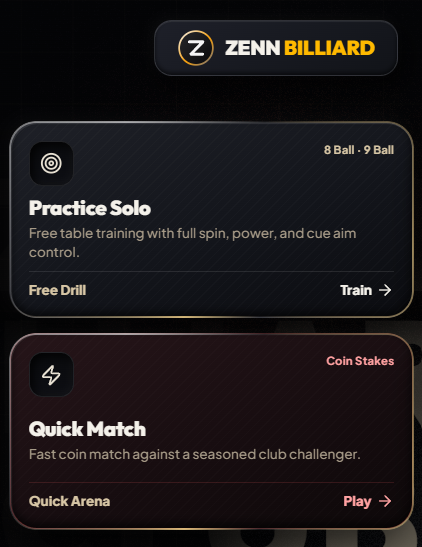 Z ZENN BILLIARD
8 Ball · 9 Ball
Practice Solo
Free table training with full spin, power, and cue aim
control.
Free Drill
Train →
Coin Stakes
Quick Match
Fast coin match against a seasoned club challenger.
Quick Arena
Play →